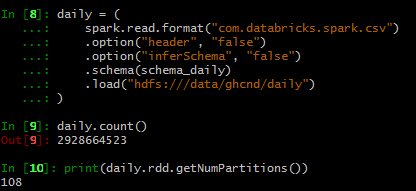 In [8]: daily = (
   ...:     spark.read.format("com.databricks.spark.csv")
   ...:     .option("header", "false")
   ...:     .option("inferSchema", "false")
   ...:     .schema(schema_daily)
   ...:     .load("hdfs:///data/ghcnd/daily")
   ...: )
In [9]: daily.count()
Out[9]: 2928664523
In [10]: print(daily.rdd.getNumPartitions())
108